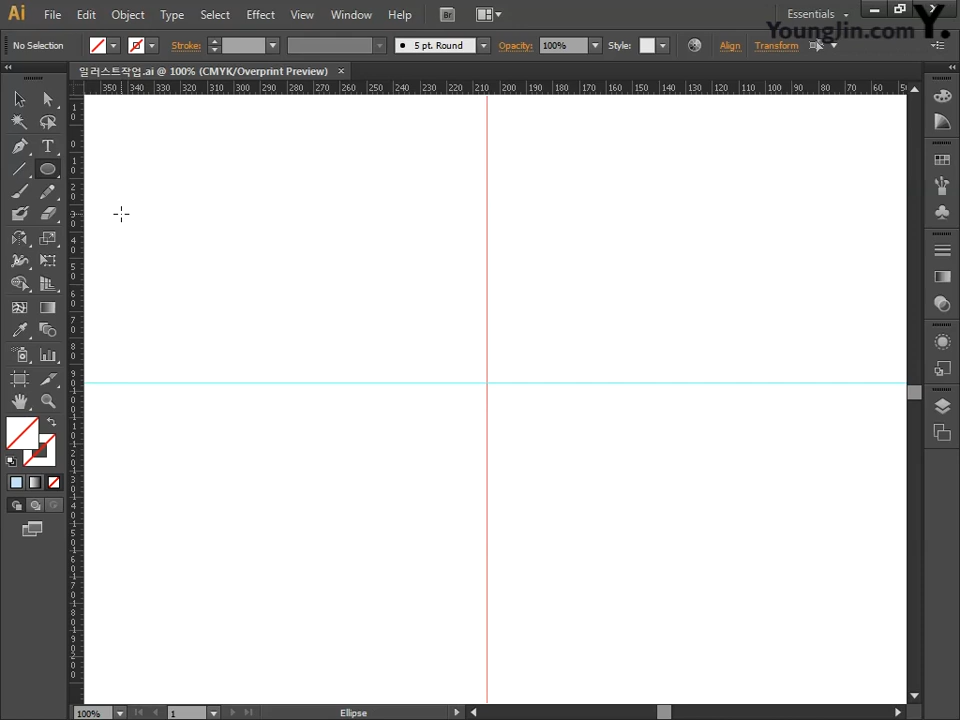 Ai File Edit Object Type Select Effect View Window Help Br Essentials
YoungJin.com Y.
No Selection Stroke: 5 pt. Round Opacity: 100% Style: Align Transform
일러스트작업.ai @ 100% (CMYK/Overprint Preview) ×
350 340 330 320 310 300 290 280 270 260 250 240 230 220 210 200 190 180 170 160 150 140 130 120 110 100 90 80 70 60
100% 1 Ellipse